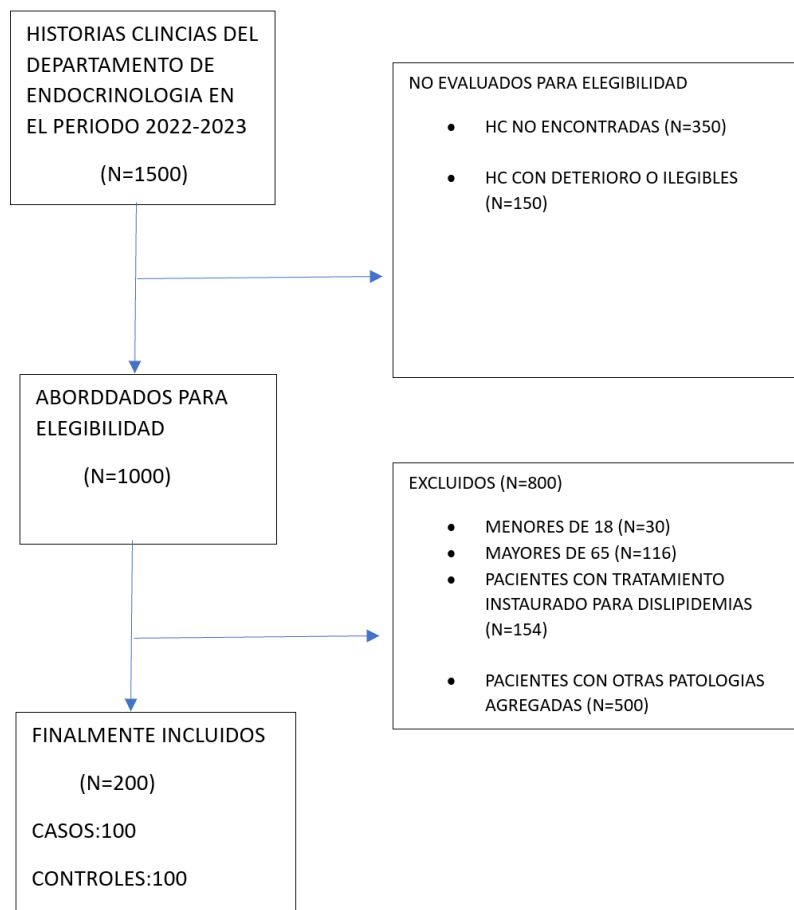 HISTORIAS CLINCIAS DEL
DEPARTAMENTO DE
ENDOCRINOLOGIA EN
EL PERIODO 2022-2023
(N=1500)
NO EVALUADOS PARA ELEGIBILIDAD
• HC NO ENCONTRADAS (N=350)
• HC CON DETERIORO O ILEGIBLES
(N=150)
ABORDDADOS PARA
ELEGIBILIDAD
(N=1000)
EXCLUIDOS (N=800)
• MENORES DE 18 (N=30)
• MAYORES DE 65 (N=116)
• PACIENTES CON TRATAMIENTO
INSTAURADO PARA DISLIPIDEMIAS
(N=154)
• PACIENTES CON OTRAS PATOLOGIAS
AGREGADAS (N=500)
FINALMENTE INCLUIDOS
(N=200)
CASOS:100
CONTROLES:100